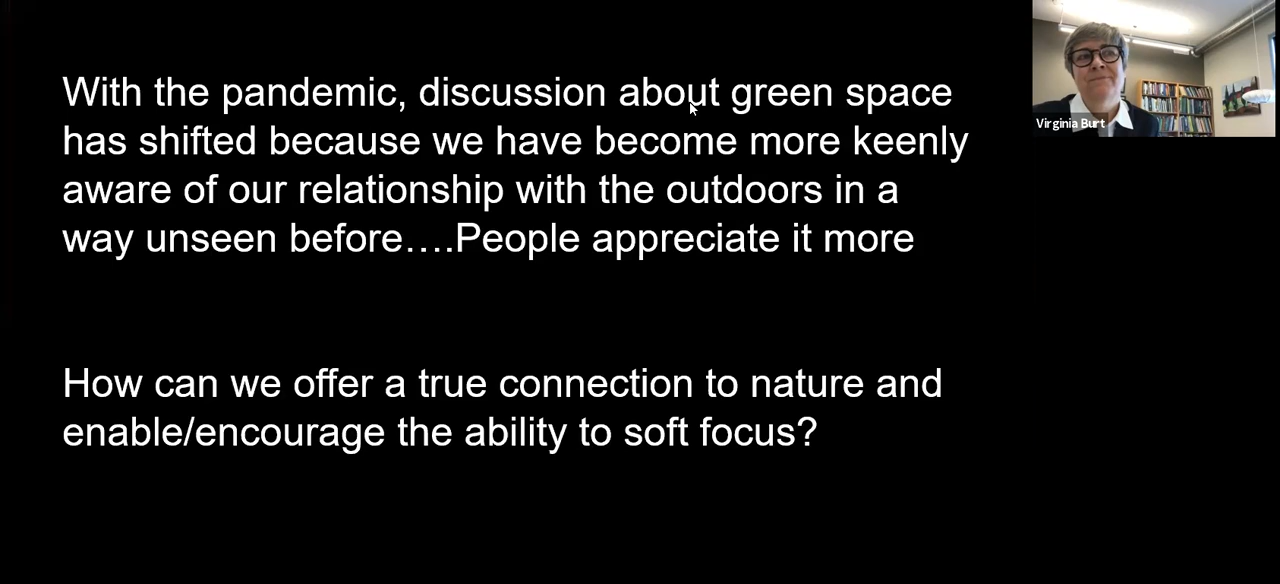 With the pandemic, discussion about green space
has shifted because we have become more keenly
aware of our relationship with the outdoors in a
way unseen before….People appreciate it more
How can we offer a true connection to nature and
enable/encourage the ability to soft focus?
Virginia Burt